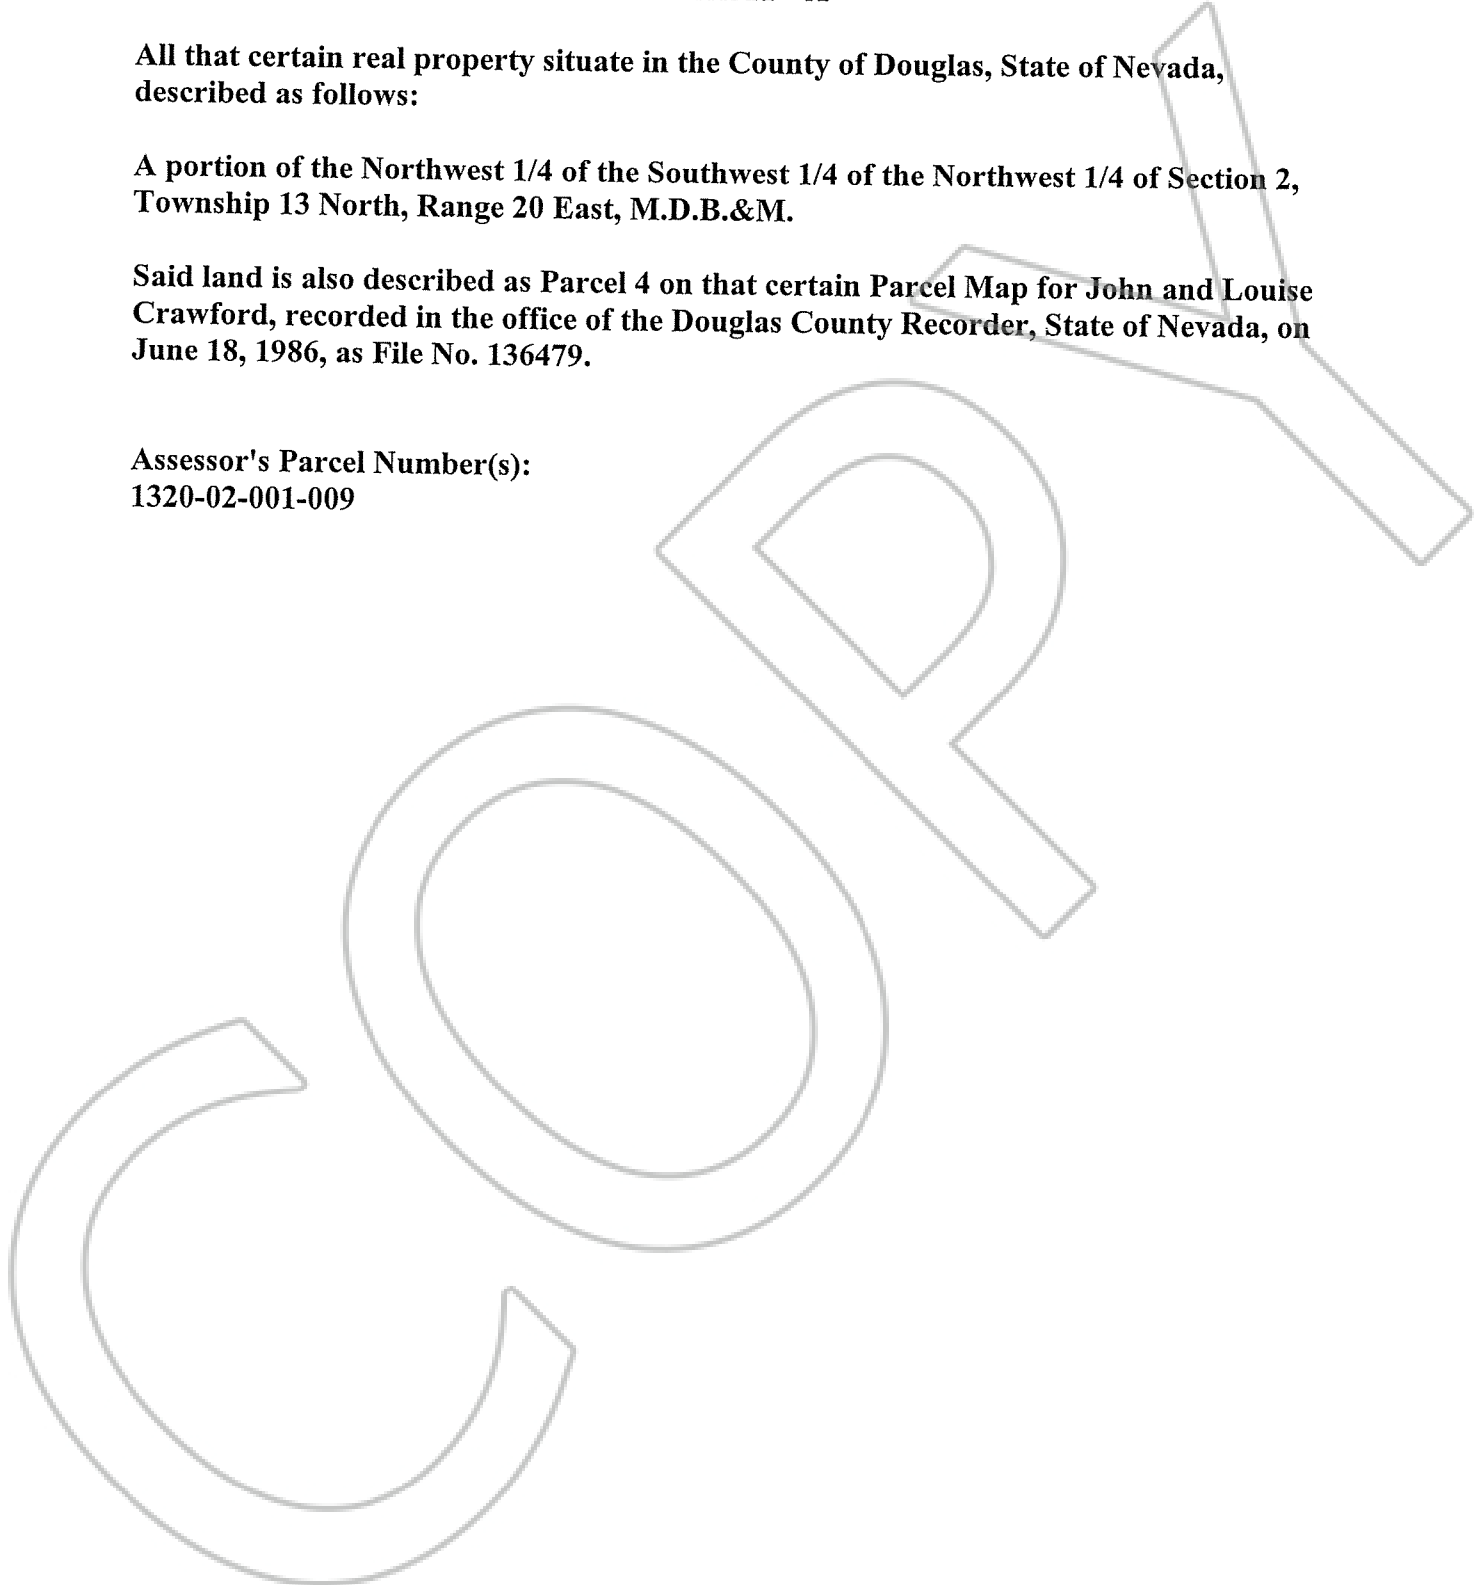 All that certain real property situate in the County of Douglas, State of Nevada,
described as follows:
A portion of the Northwest 1/4 of the Southwest 1/4 of the Northwest 1/4 of Section 2,
Township 13 North, Range 20 East, M.D.B.&M.
Said land is also described as Parcel 4 on that certain Parcel Map for John and Louise
Crawford, recorded in the office of the Douglas County Recorder, State of Nevada, on
June 18, 1986, as File No. 136479.
Assessor's Parcel Number(s):
1320-02-001-009
COPY